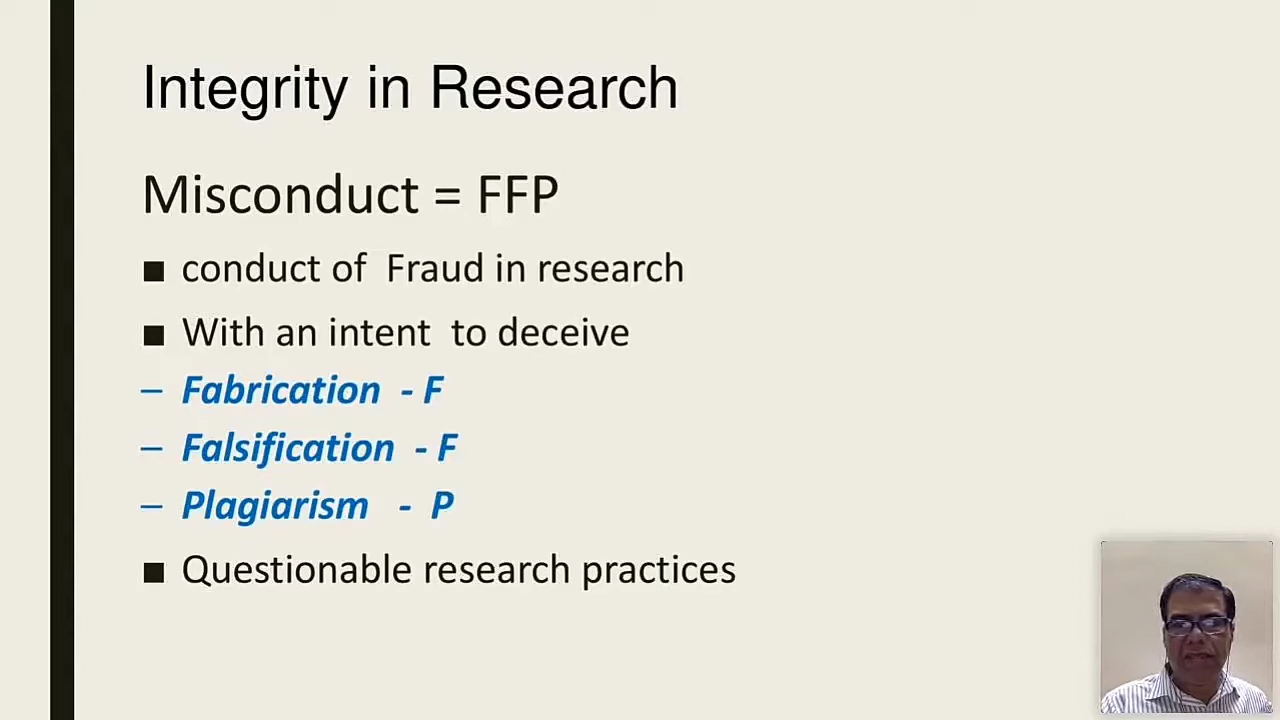 Integrity in Research
Misconduct = FFP
■ conduct of  Fraud in research
■ With an intent  to deceive
– Fabrication  - F
– Falsification  - F
– Plagiarism   -  P
■ Questionable research practices